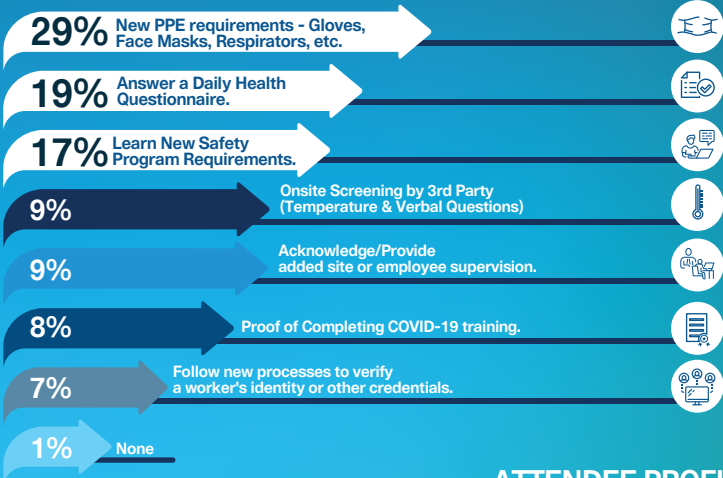 29% New PPE requirements - Gloves,
Face Masks, Respirators, etc.
19% Answer a Daily Health
Questionnaire.
17% Learn New Safety
Program Requirements.
9% Onsite Screening by 3rd Party
(Temperature & Verbal Questions)
9% Acknowledge/Provide
added site or employee supervision.
8% Proof of Completing COVID-19 training.
7% Follow new processes to verify
a worker's identity or other credentials.
1% None
ATTENDEE